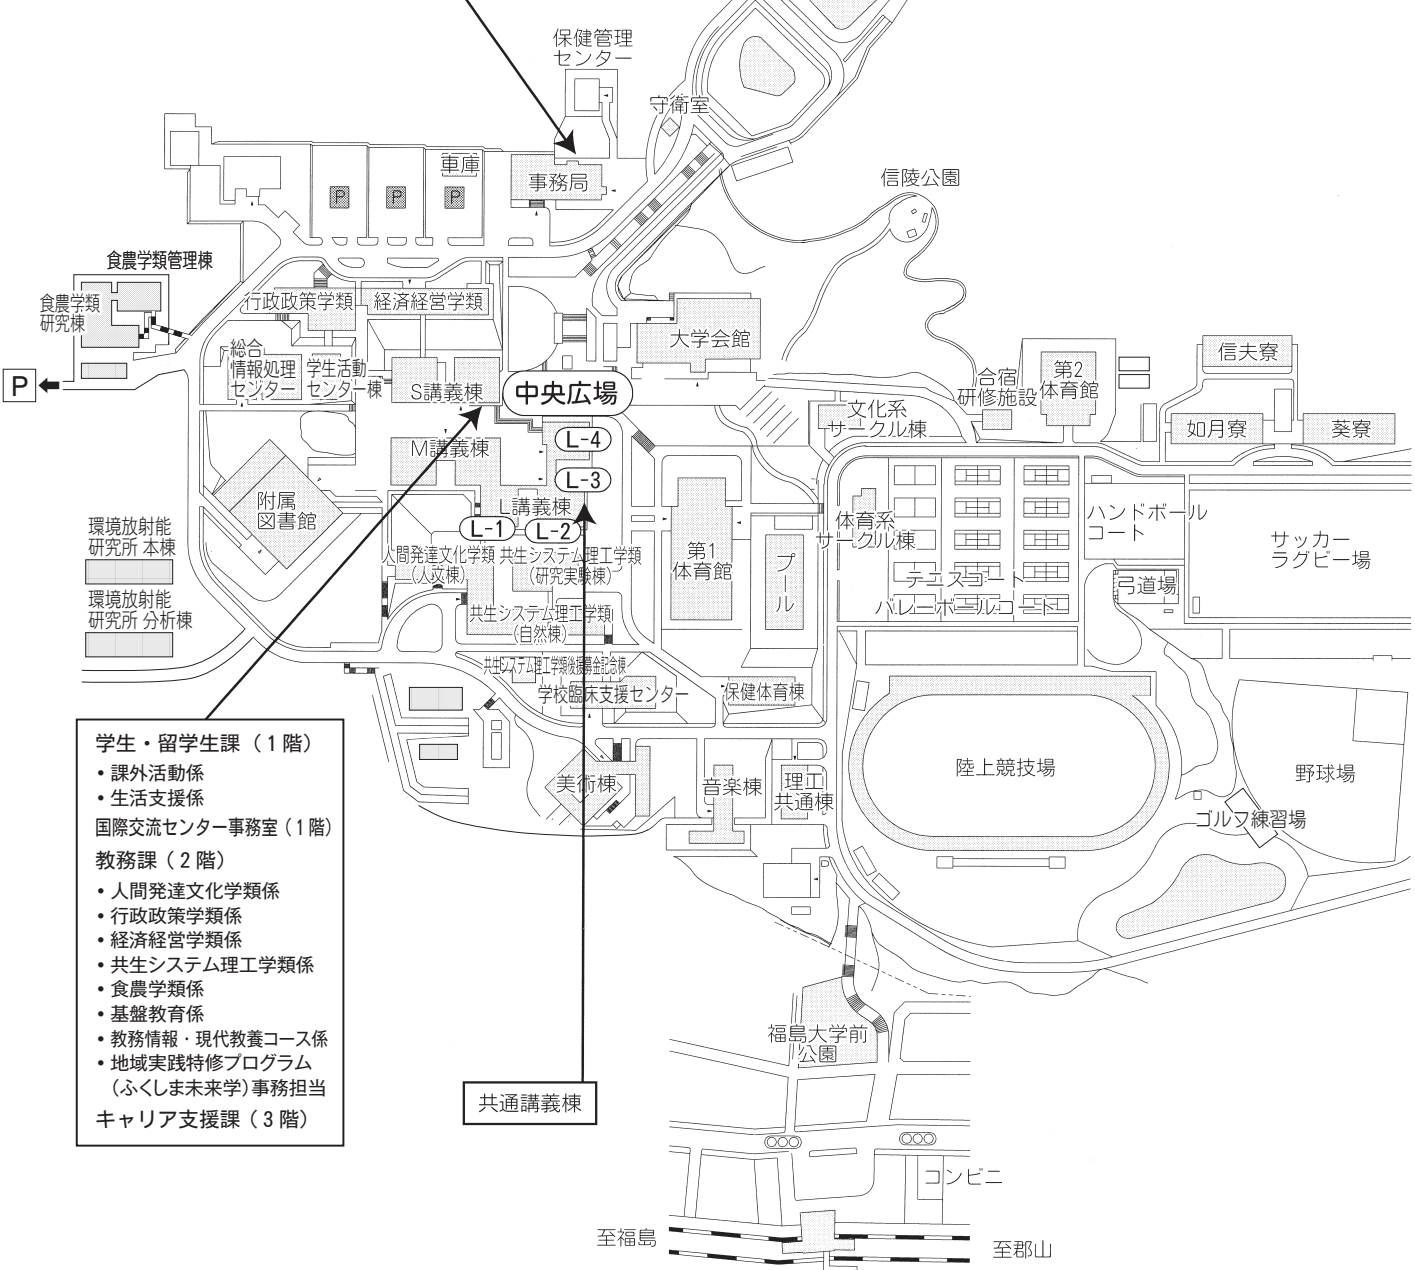 保健管理
センター
守衛室
車庫
事務局
P
P
P
信陵公園
食農学類管理棟
食農学類
研究棟
行政政策学類
経済経営学類
大学会館
総合
情報処理
センター
学生活動
センター棟
P
S講義棟
中央広場
信夫寮
第2
体育館
合宿
研修施設
文化系
サークル棟
如月寮
葵寮
M講義棟
L-4
L-3
L講義棟
L-1
L-2
附属
図書館
環境放射能
研究所 本棟
環境放射能
研究所 分析棟
人間発達文化学類
(人文棟)
共生システム理工学類
(研究実験棟)
第1
体育館
プール
体育系
サークル棟
テニスコート
バレーボールコート
ハンドボール
コート
サッカー
ラグビー場
弓道場
共生システム理工学類
(自然棟)
共生システム理工学類後援募金記念棟
学校臨床支援センター
保健体育棟
美術棟
音楽棟
理工
共通棟
陸上競技場
野球場
ゴルフ練習場
学生・留学生課（1階）
・課外活動係
・生活支援係
国際交流センター事務室（1階）
教務課（2階）
・人間発達文化学類係
・行政政策学類係
・経済経営学類係
・共生システム理工学類係
・食農学類係
・基盤教育係
・教務情報・現代教養コース係
・地域実践特修プログラム
（ふくしま未来学）事務担当
キャリア支援課（3階）
共通講義棟
福島大学前
公園
コンビニ
至福島
至郡山